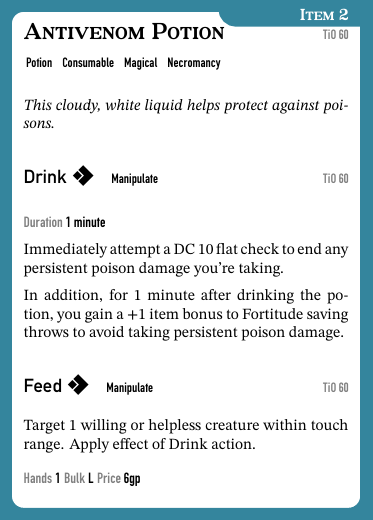 ITEM 2
ANTIVENOM POTION
TiO 60
Potion Consumable Magical Necromancy
This cloudy, white liquid helps protect against poi-
sons.
Drink Manipulate TiO 60
Duration 1 minute
Immediately attempt a DC 10 flat check to end any
persistent poison damage you're taking.
In addition, for 1 minute after drinking the po-
tion, you gain a +1 item bonus to Fortitude saving
throws to avoid taking persistent poison damage.
Feed Manipulate TiO 60
Target 1 willing or helpless creature within touch
range. Apply effect of Drink action.
Hands 1 Bulk L Price 6gp